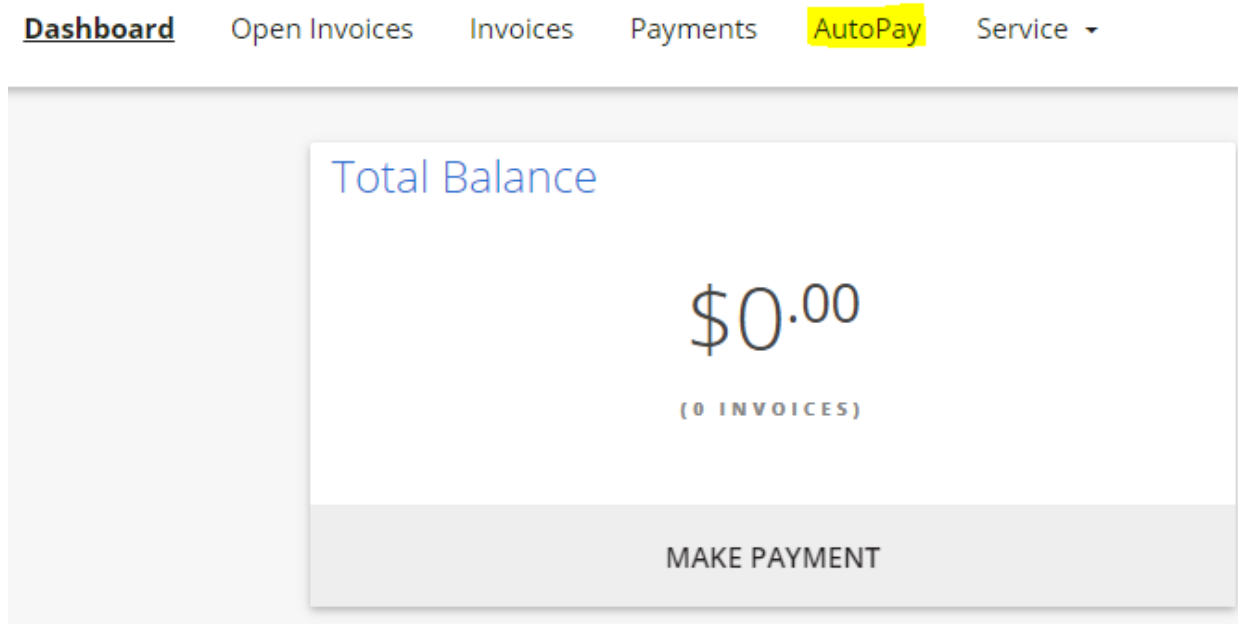 Dashboard Open Invoices Invoices Payments AutoPay Service
Total Balance
$0.00
(0 INVOICES)
MAKE PAYMENT